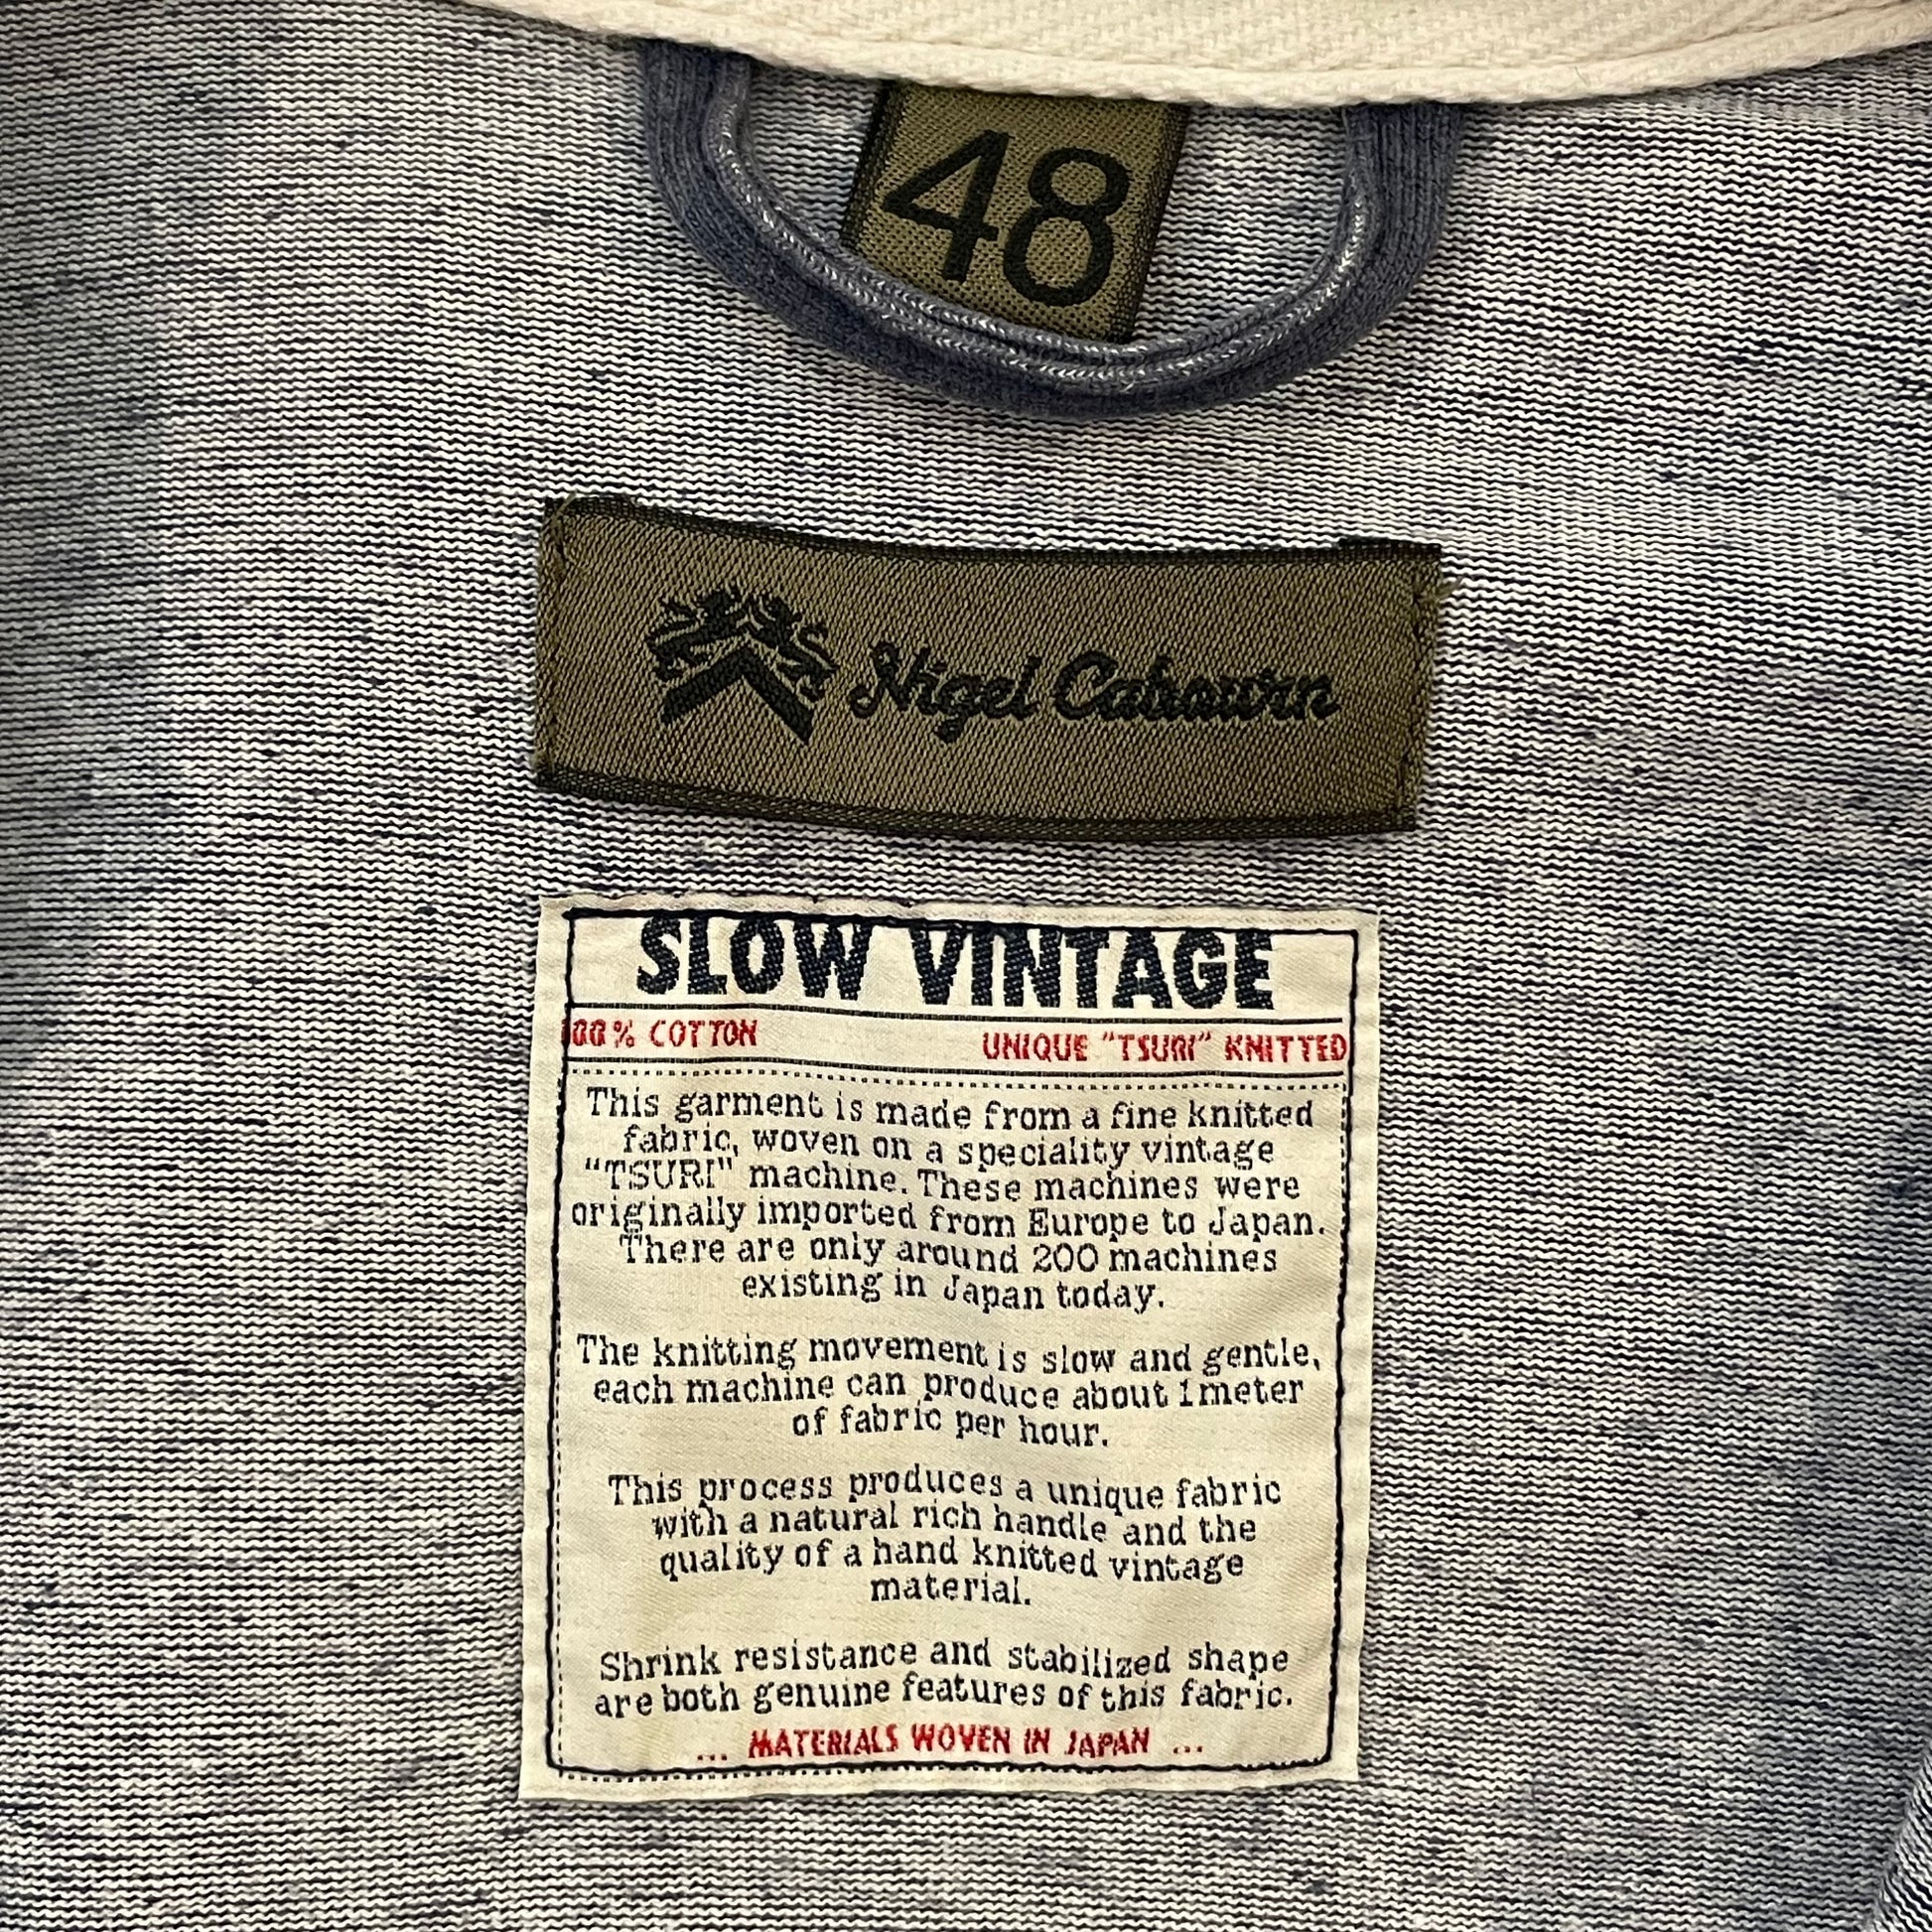 48
Nigel Cabourn
SLOW VINTAGE
100% COTTON UNIQUE "TSURI" KNITTED
This garment is made from a fine knitted
fabric, woven on a speciality vintage
"TSURI" machine. These machines were
originally imported from Europe to Japan.
There are only around 200 machines
existing in Japan today.
The knitting movement is slow and gentle,
each machine can produce about 1meter
of fabric per hour.
This process produces a unique fabric
with a natural rich handle and the
quality of a hand knitted vintage
material.
Shrink resistance and stabilized shape
are both genuine features of this fabric.
... MATERIALS WOVEN IN JAPAN ...